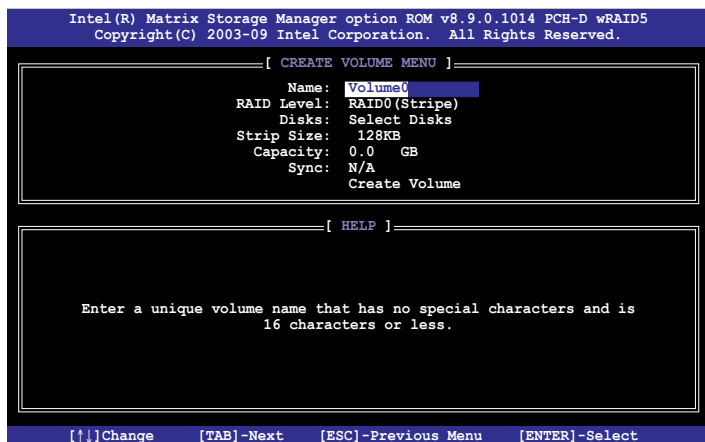 Intel(R) Matrix Storage Manager option ROM v8.9.0.1014 PCH-D wRAID5
Copyright(C) 2003-09 Intel Corporation. All Rights Reserved.
[ CREATE VOLUME MENU ]
Name: Volume0
RAID Level: RAID0(Stripe)
Disks: Select Disks
Strip Size: 128KB
Capacity: 0.0 GB
Sync: N/A
Create Volume
[ HELP ]
Enter a unique volume name that has no special characters and is
16 characters or less.
[↑↓]Change [TAB]-Next [ESC]-Previous Menu [ENTER]-Select